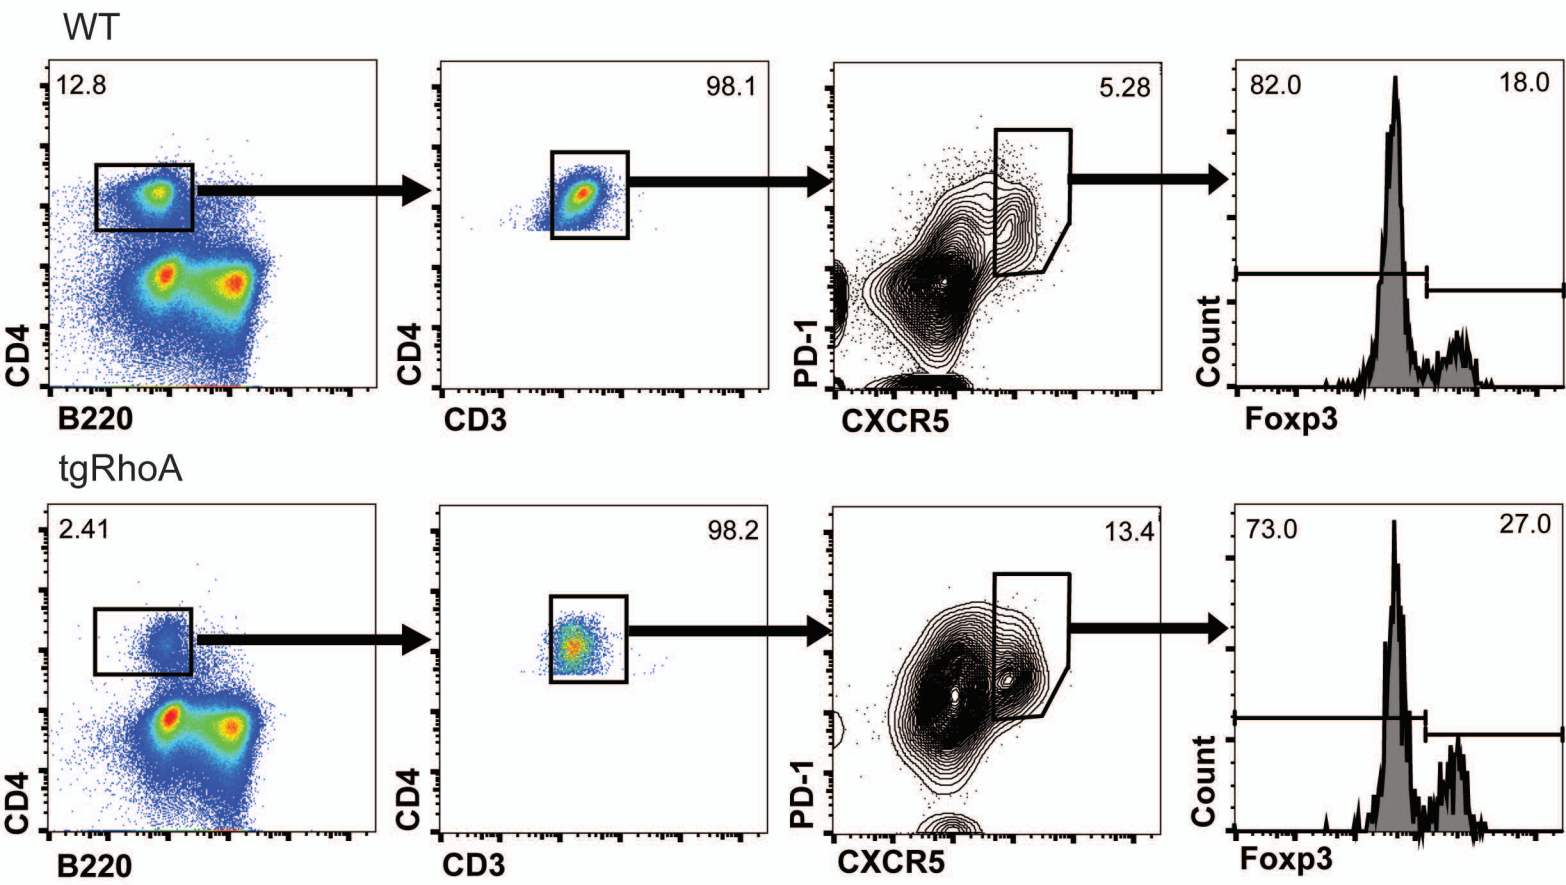 WT
12.8
98.1
5.28
82.0 18.0
CD4
CD4
PD-1
Count
B220
CD3
CXCR5
Foxp3
tgRhoA
2.41
98.2
13.4
73.0 27.0
CD4
CD4
PD-1
Count
B220
CD3
CXCR5
Foxp3